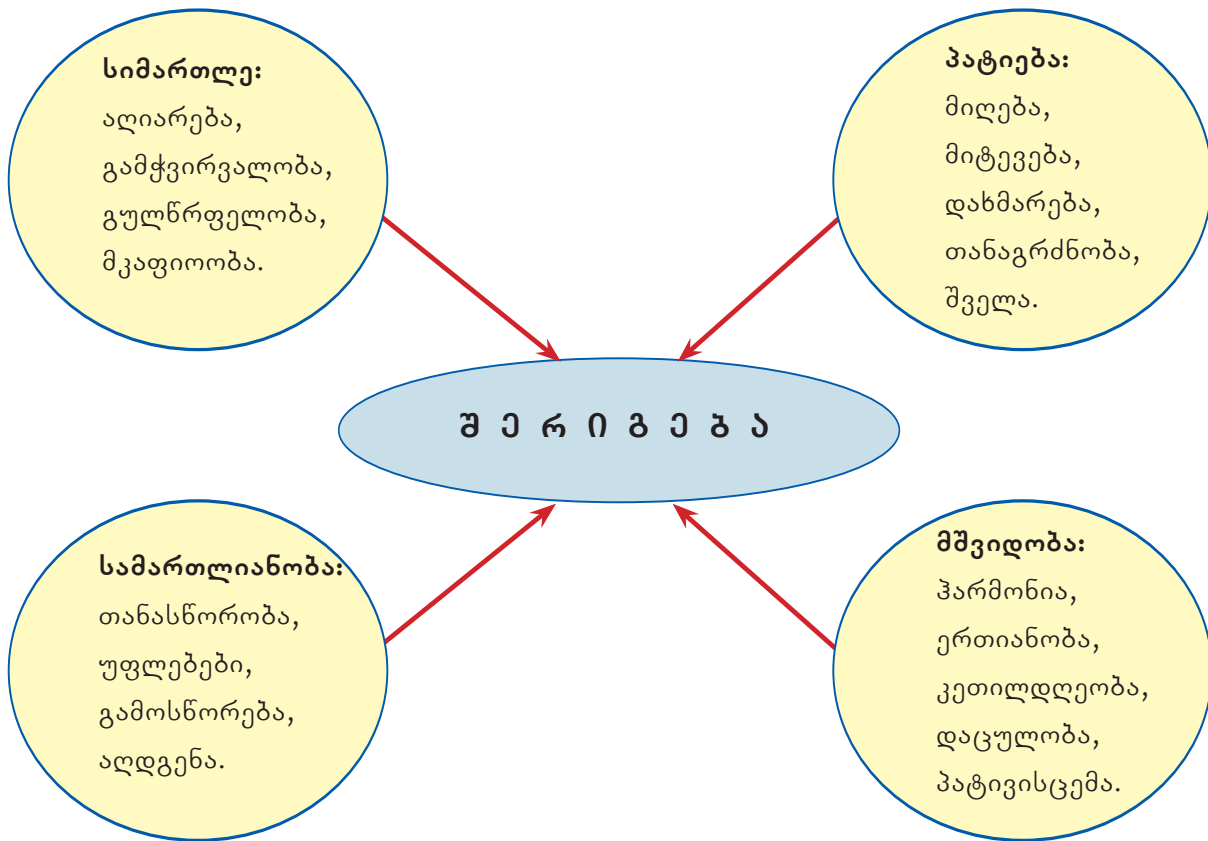 სიმართლე:
აღიარება,
გამჭვირვალობა,
გულწრფელობა,
მკაფიოობა.
პატიება:
მიღება,
მიტევება,
დახმარება,
თანაგრძნობა,
შველა.
შ ე რ ი გ ე ბ ა
სამართლიანობა:
თანასწორობა,
უფლებები,
გამოსწორება,
აღდგენა.
მშვიდობა:
ჰარმონია,
ერთიანობა,
კეთილდღეობა,
დაცულობა,
პატივისცემა.